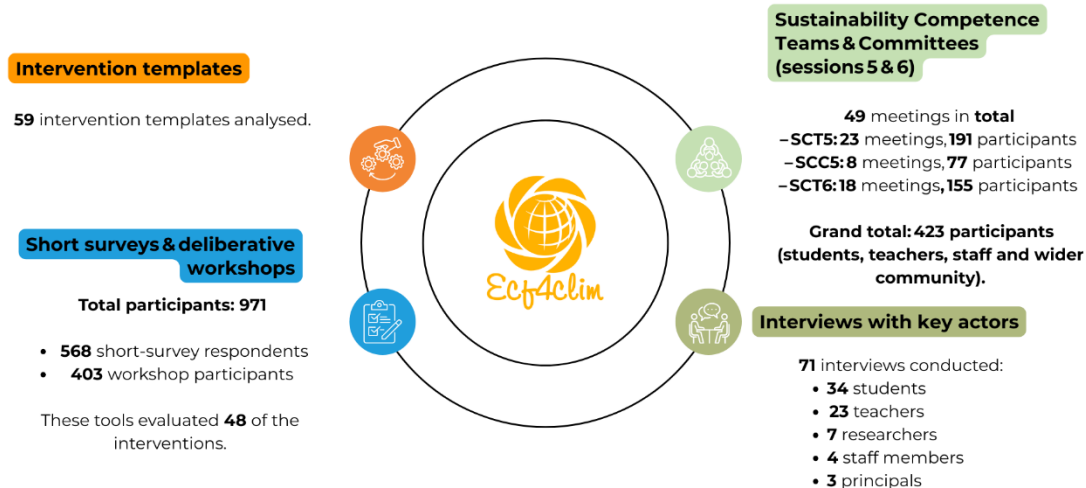 Intervention templates
59 intervention templates analysed.
Short surveys & deliberative
workshops
Total participants: 971
• 568 short-survey respondents
• 403 workshop participants
These tools evaluated 48 of the
interventions.
Ecf4clim
Sustainability Competence
Teams & Committees
(sessions 5 & 6)
49 meetings in total
– SCT5: 23 meetings, 191 participants
– SCC5: 8 meetings, 77 participants
– SCT6: 18 meetings, 155 participants
Grand total: 423 participants
(students, teachers, staff and wider
community).
Interviews with key actors
71 interviews conducted:
• 34 students
• 23 teachers
• 7 researchers
• 4 staff members
• 3 principals